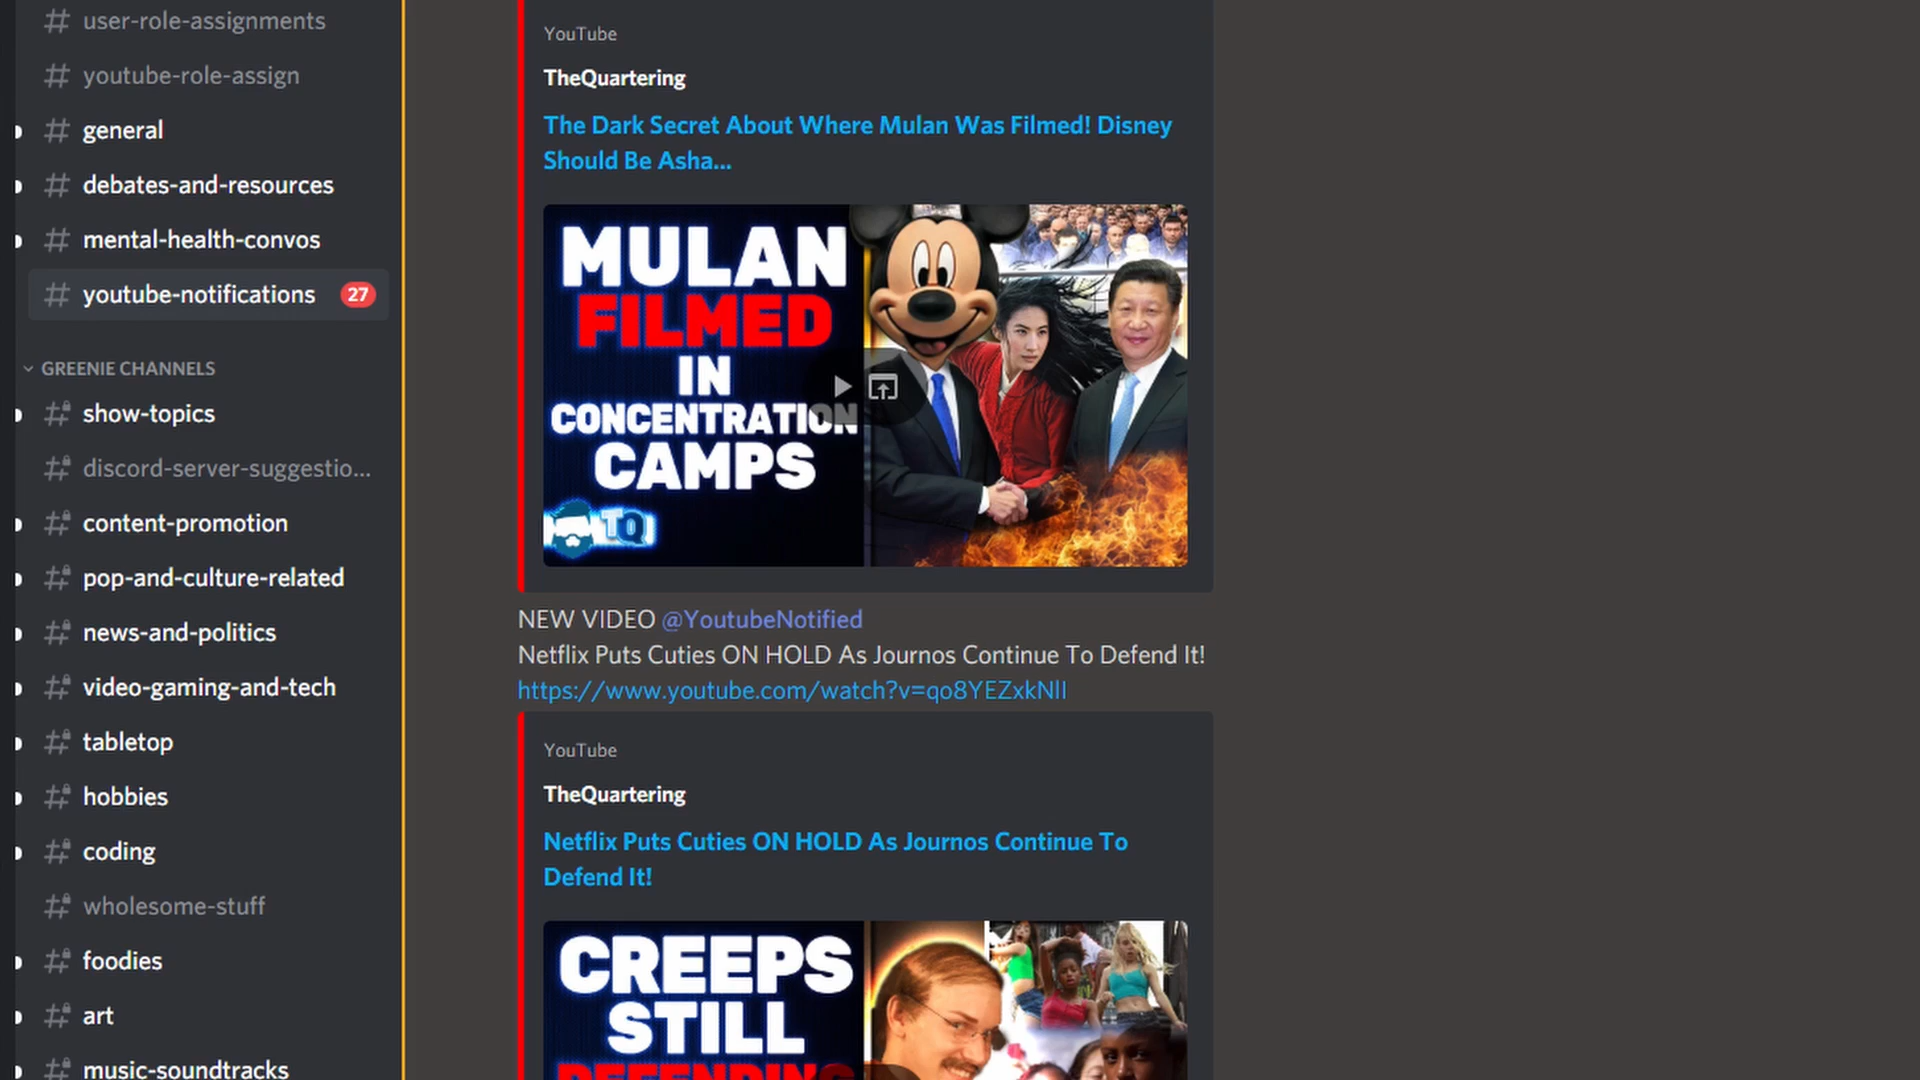 user-role-assignments
youtube-role-assign
general
debates-and-resources
mental-health-convos
youtube-notifications 27
GREENIE CHANNELS
show-topics
discord-server-suggestio...
content-promotion
pop-and-culture-related
news-and-politics
video-gaming-and-tech
tabletop
hobbies
coding
wholesome-stuff
foodies
art
music-soundtracks
YouTube
TheQuartering
The Dark Secret About Where Mulan Was Filmed! Disney
Should Be Asha...
MULAN
FILMED
IN
CONCENTRATION
CAMPS
TQ
NEW VIDEO @YoutubeNotified
Netflix Puts Cuties ON HOLD As Journos Continue To Defend It!
https://www.youtube.com/watch?v=qo8YEZxkNlI
YouTube
TheQuartering
Netflix Puts Cuties ON HOLD As Journos Continue To
Defend It!
CREEPS
STILL
DEFENDING